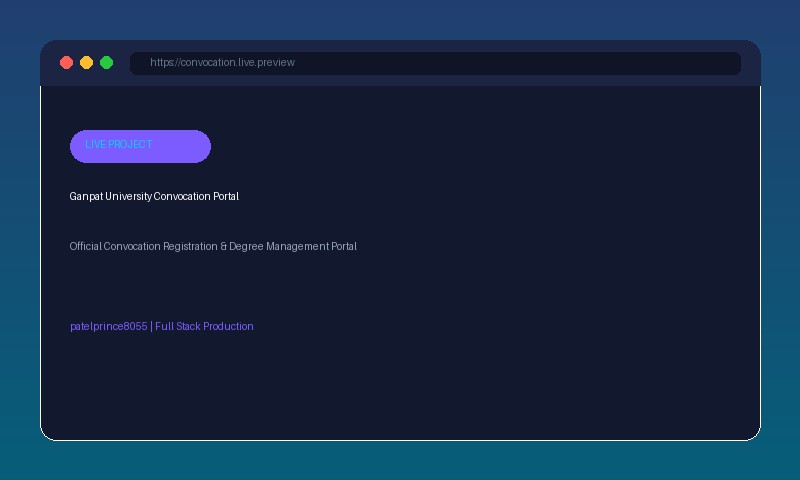 https://convocation.live.preview
LIVE PROJECT
Ganpat University Convocation Portal
Official Convocation Registration & Degree Management Portal
patelprince8055 | Full Stack Production